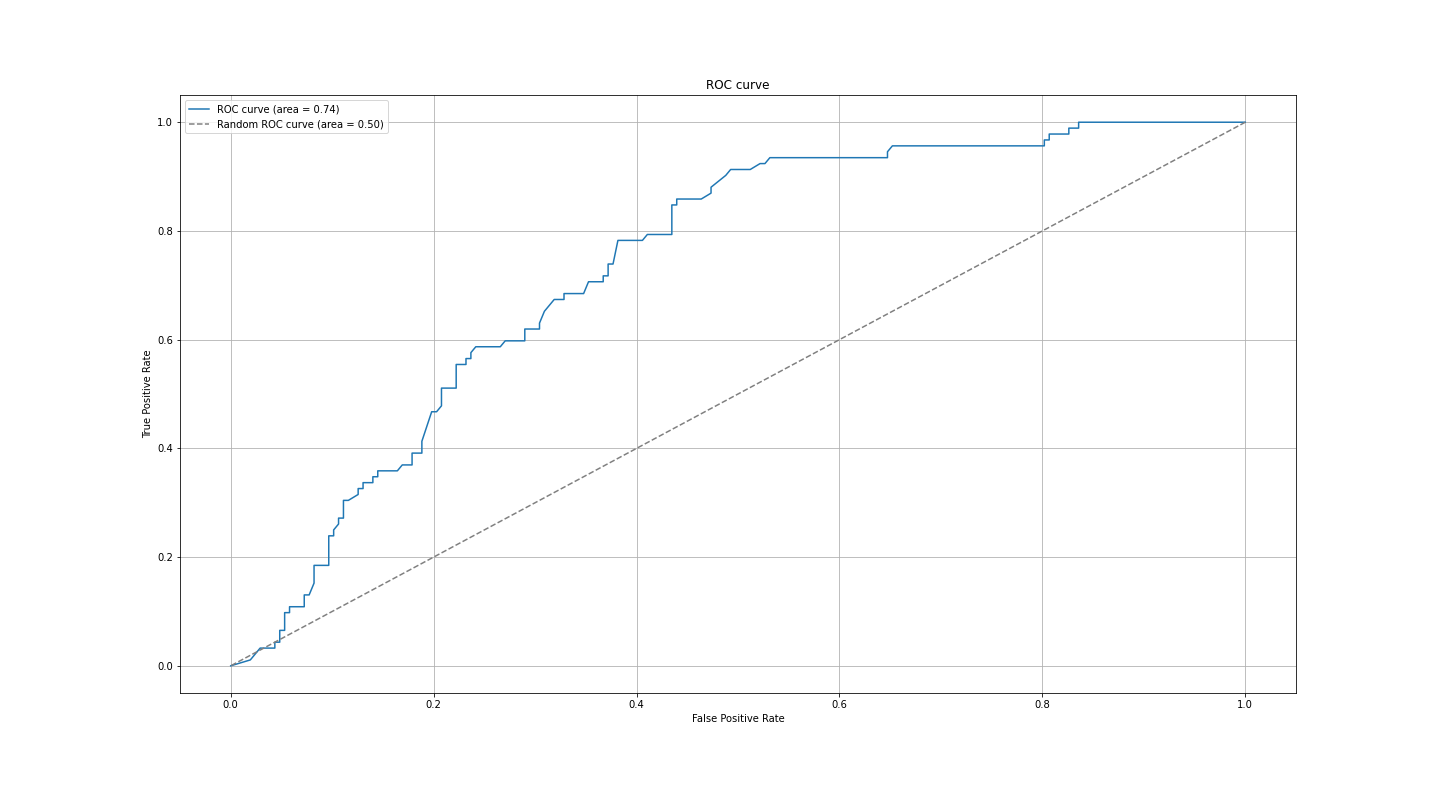 ROC curve
ROC curve (area = 0.74)
Random ROC curve (area = 0.50)
1.0
0.8
0.6
0.4
0.2
0.0
True Positive Rate
0.0 0.2 0.4 0.6 0.8 1.0
False Positive Rate